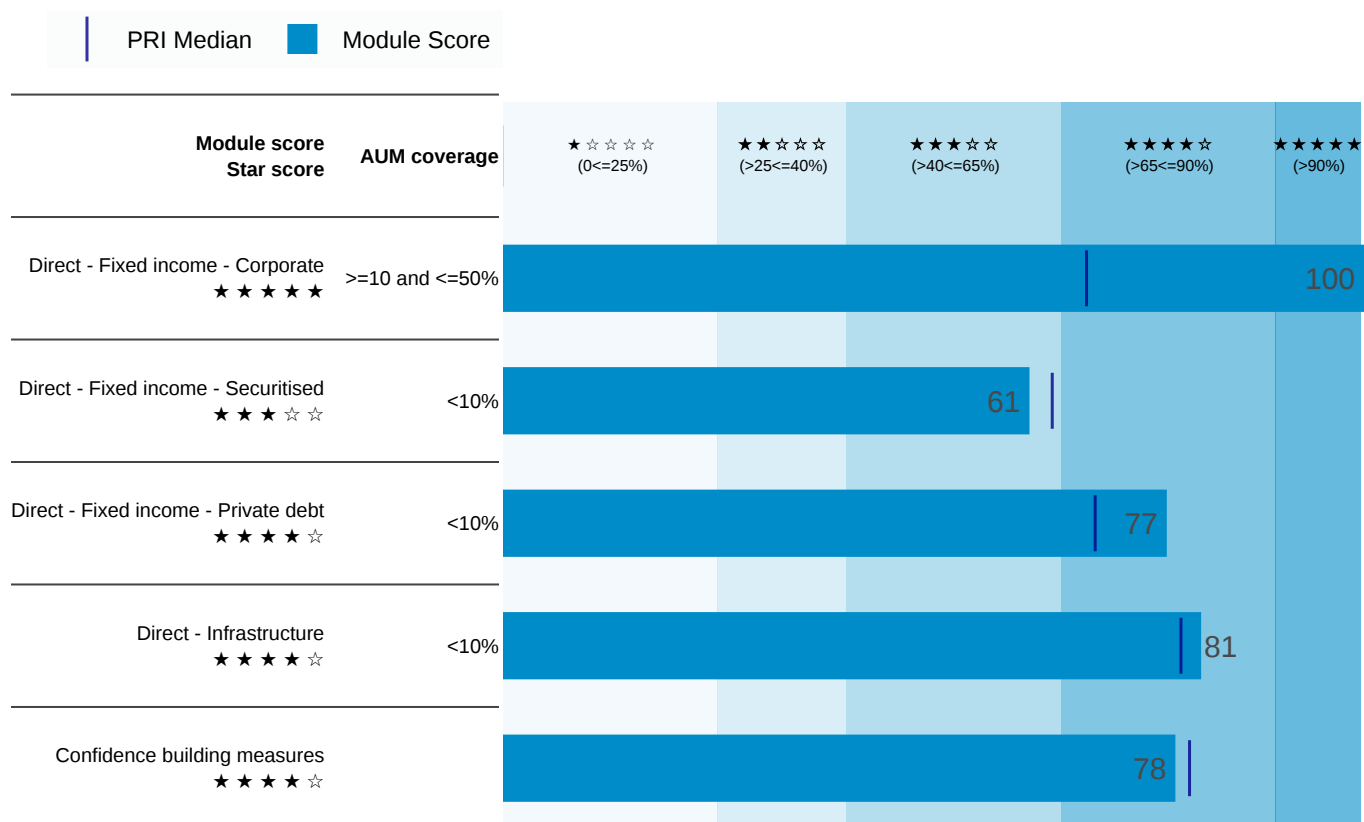 PRI Median Module Score
Module score
Star score
AUM coverage
★☆☆☆☆ ★★☆☆☆ ★★★☆☆ ★★★★☆ ★★★★★
(0<=25%) (>25<=40%) (>40<=65%) (>65<=90%) (>90%)
Direct - Fixed income - Corporate
★★★★★
>=10 and <=50%
100
Direct - Fixed income - Securitised
★★★☆☆
<10%
61
Direct - Fixed income - Private debt
★★★★☆
<10%
77
Direct - Infrastructure
★★★★☆
<10%
81
Confidence building measures
★★★★☆
78